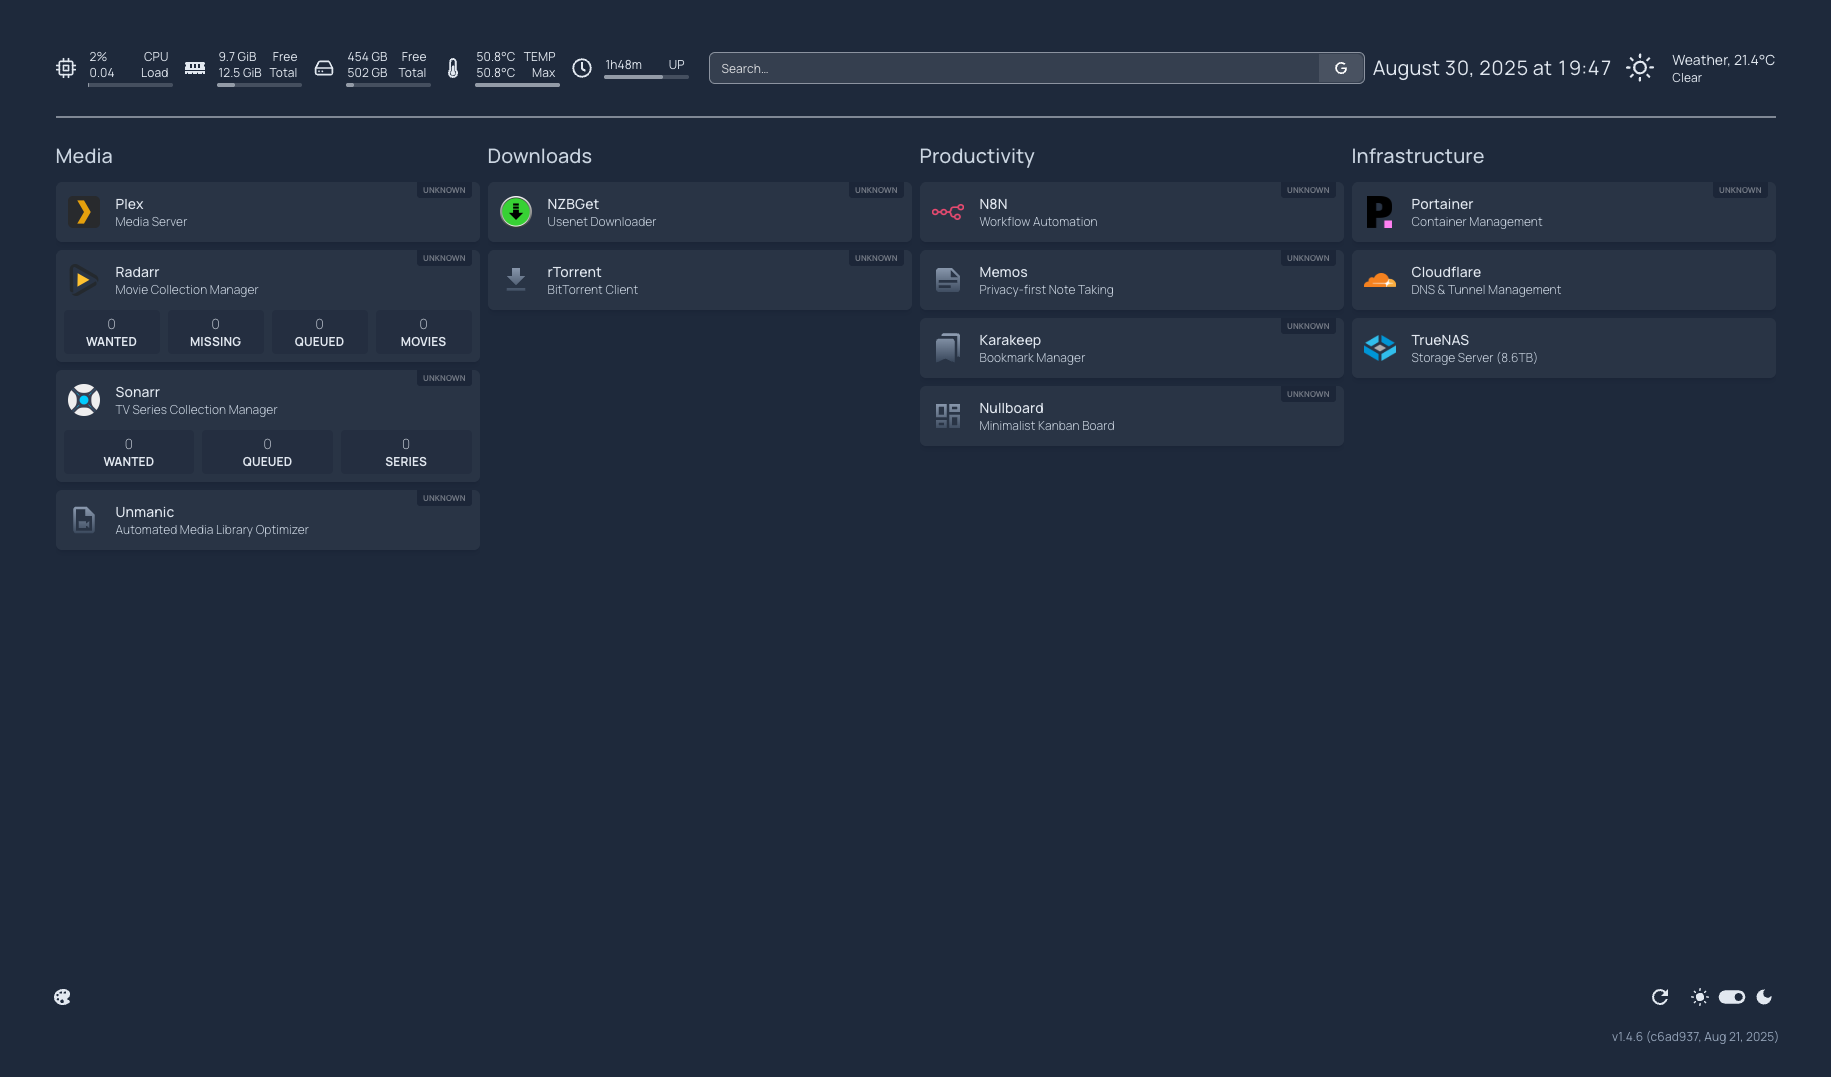 2% CPU
0.04 Load
9.7 GiB Free
12.5 GiB Total
454 GB Free
502 GB Total
50.8°C TEMP
50.8°C Max
1h48m UP
Search...
G
August 30, 2025 at 19:47
Weather, 21.4°C
Clear
Media
UNKNOWN
Plex
Media Server
UNKNOWN
Radarr
Movie Collection Manager
0 0 0 0
WANTED MISSING QUEUED MOVIES
UNKNOWN
Sonarr
TV Series Collection Manager
0 0 0
WANTED QUEUED SERIES
UNKNOWN
Unmanic
Automated Media Library Optimizer
Downloads
UNKNOWN
NZBGet
Usenet Downloader
UNKNOWN
rTorrent
BitTorrent Client
Productivity
UNKNOWN
N8N
Workflow Automation
UNKNOWN
Memos
Privacy-first Note Taking
UNKNOWN
Karakeep
Bookmark Manager
UNKNOWN
Nullboard
Minimalist Kanban Board
Infrastructure
UNKNOWN
Portainer
Container Management
Cloudflare
DNS & Tunnel Management
TrueNAS
Storage Server (8.6TB)
v1.4.6 (c6ad937, Aug 21, 2025)